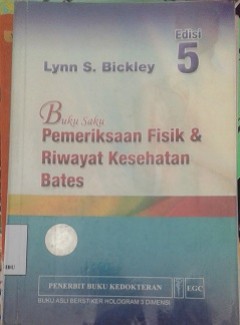 Edisi
5
Lynn S. Bickley
Buku Saku
Pemeriksaan Fisik &
Riwayat Kesehatan
Bates
PENERBIT BUKU KEDOKTERAN
EGC
BUKU ASLI BERSTIKER HOLOGRAM 3 DIMENSI